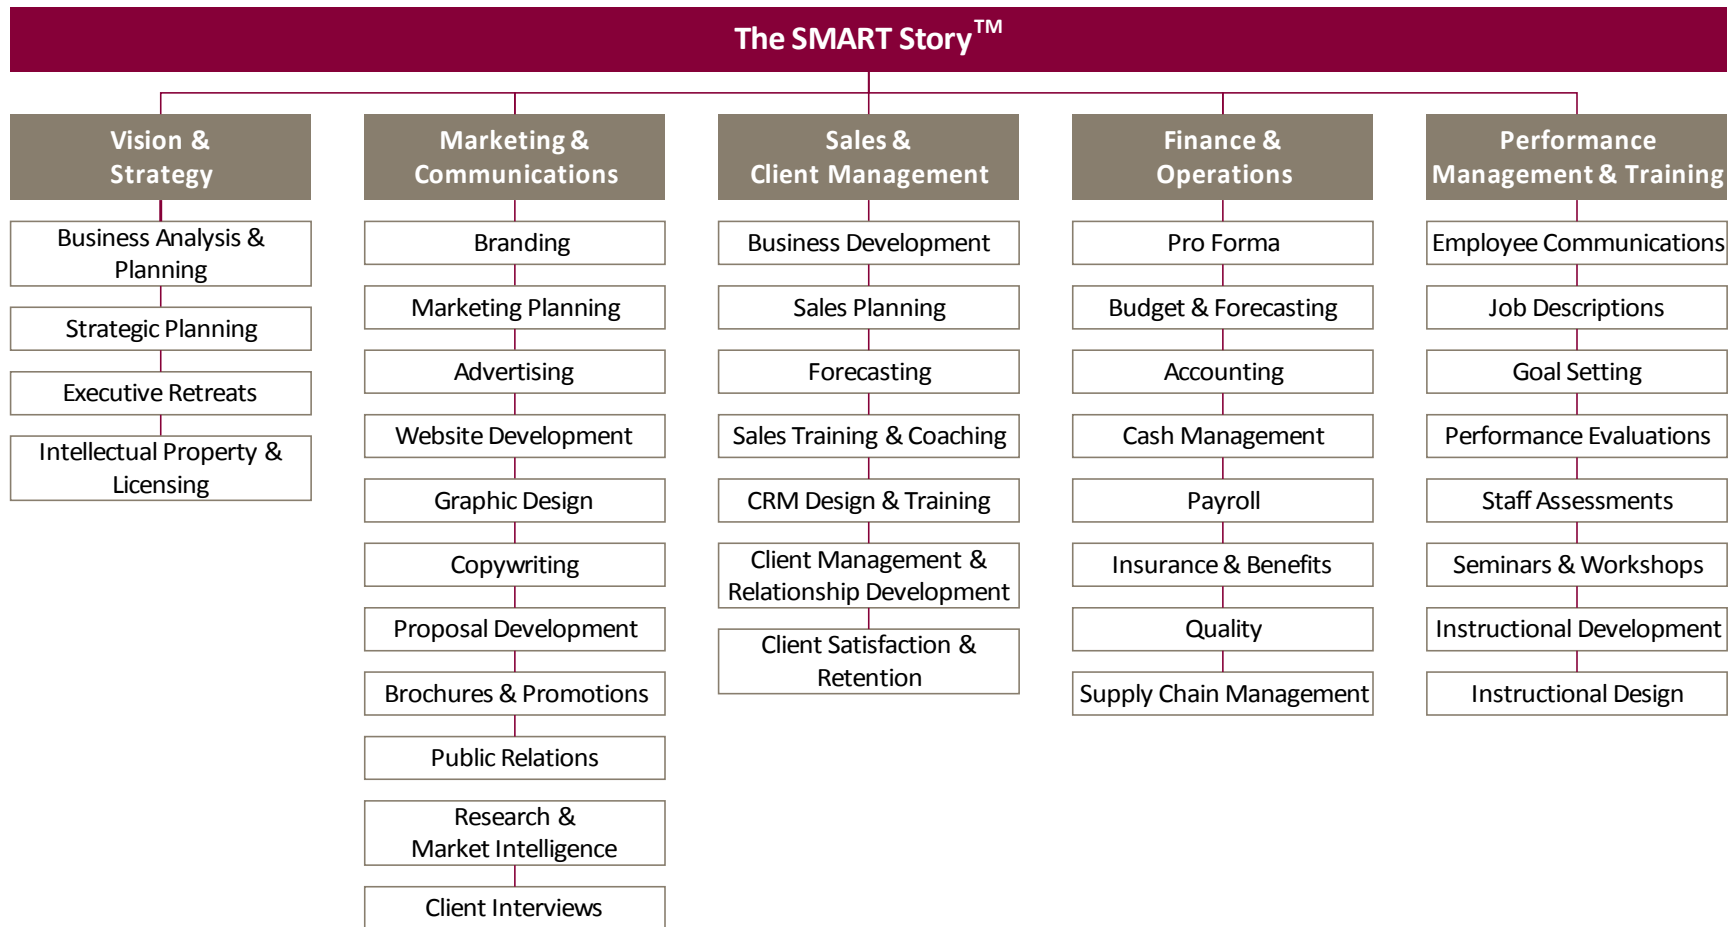 The SMART Story™
Vision &
Strategy
Business Analysis &
Planning
Strategic Planning
Executive Retreats
Intellectual Property &
Licensing
Marketing &
Communications
Branding
Marketing Planning
Advertising
Website Development
Graphic Design
Copywriting
Proposal Development
Brochures & Promotions
Public Relations
Research &
Market Intelligence
Client Interviews
Sales &
Client Management
Business Development
Sales Planning
Forecasting
Sales Training & Coaching
CRM Design & Training
Client Management &
Relationship Development
Client Satisfaction &
Retention
Finance &
Operations
Pro Forma
Budget & Forecasting
Accounting
Cash Management
Payroll
Insurance & Benefits
Quality
Supply Chain Management
Performance
Management & Training
Employee Communications
Job Descriptions
Goal Setting
Performance Evaluations
Staff Assessments
Seminars & Workshops
Instructional Development
Instructional Design